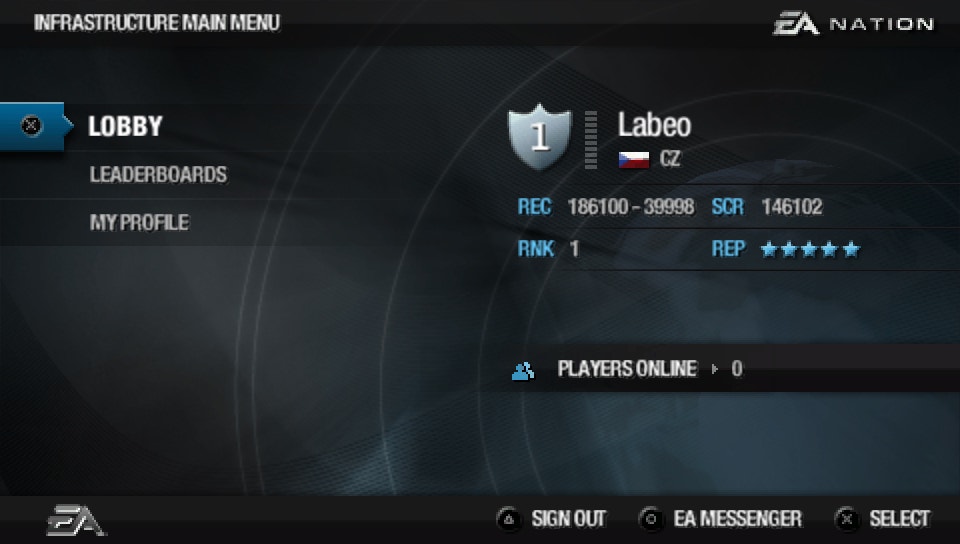 INFRASTRUCTURE MAIN MENU
EA NATION
LOBBY
LEADERBOARDS
MY PROFILE
1
Labeo
CZ
REC 186100 - 39998 SCR 146102
RNK 1 REP
PLAYERS ONLINE 0
EA
SIGN OUT EA MESSENGER SELECT